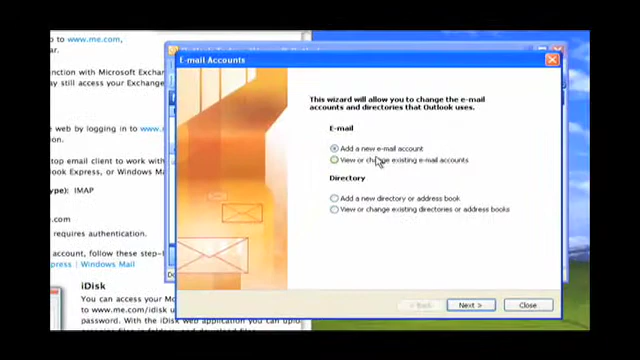 p to www.me.com,
E-mail Accounts
nction with Microsoft Exchan
y still access your Exchange
This wizard will allow you to change the e-mail
accounts and directories that Outlook uses.
E-mail
e web by logging in to www.
on.
Add a new e-mail account
View or change existing e-mail accounts
top email client to work with
look Express, or Windows Ma
Directory
ype): IMAP
Add a new directory or address book
View or change existing directories or address books
.com
requires authentication.
account, follow these step-
press | Windows Mail
iDisk
You can access your Mo
to www.me.com/idisk u
password. With the iDisk web application you can uploa
< Back
Next >
Close